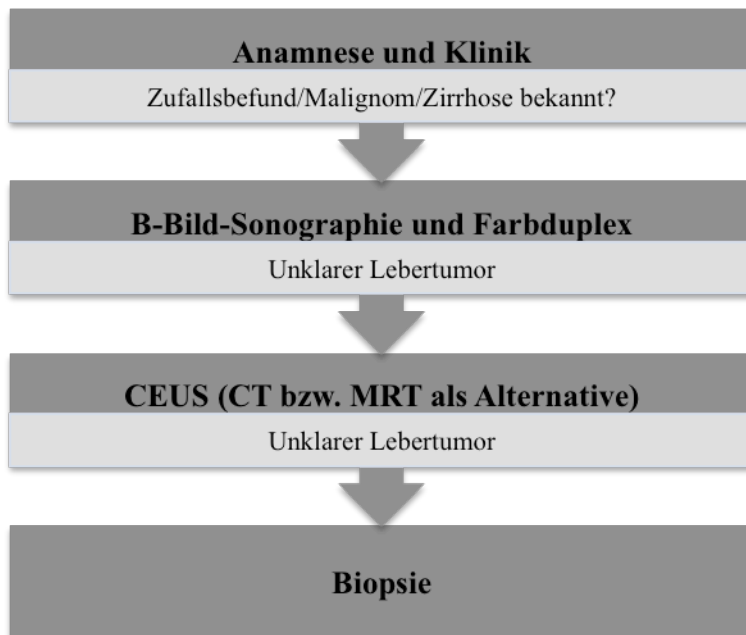 Anamnese und Klinik
Zufallsbefund/Malignom/Zirrhose bekannt?
B-Bild-Sonographie und Farbduplex
Unklarer Lebertumor
CEUS (CT bzw. MRT als Alternative)
Unklarer Lebertumor
Biopsie